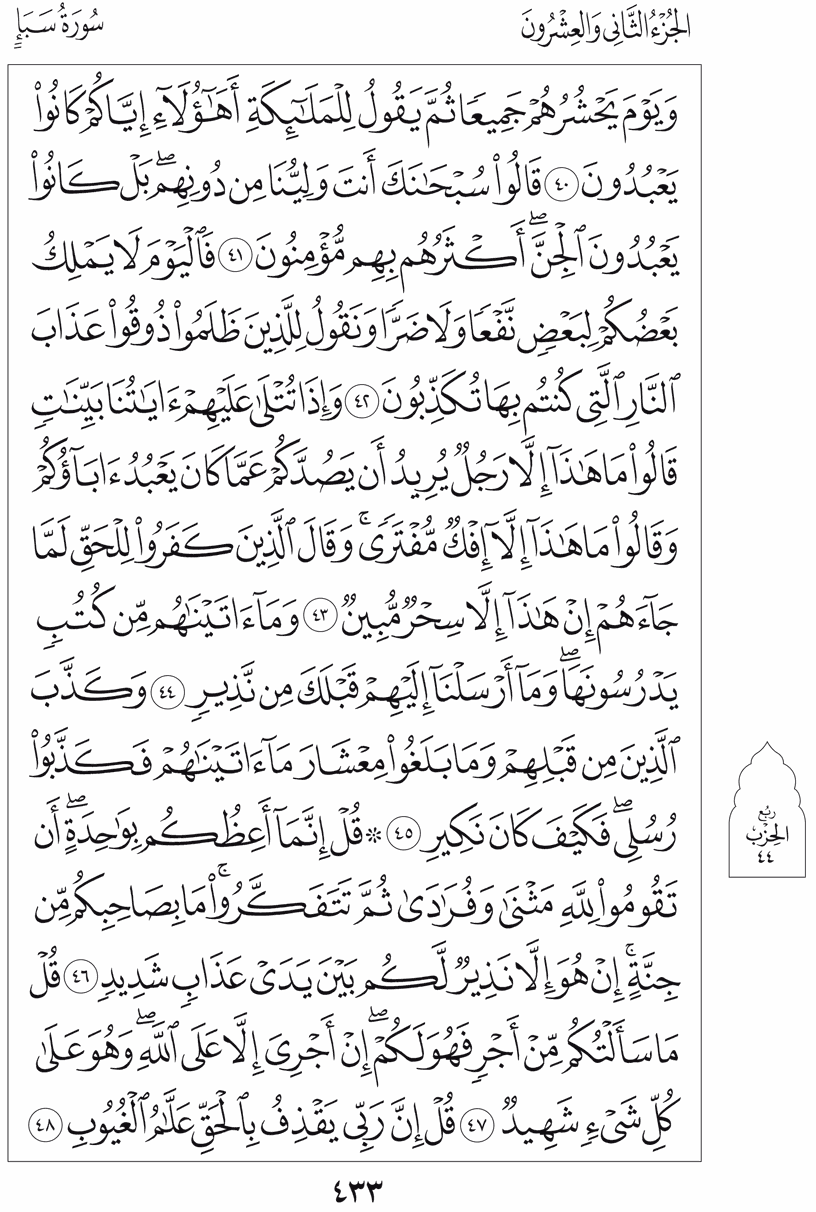 الجُزْءُ الثَّانِي وَالعِشْرُونَ
سُورَةُ سَبَإٍ
وَيَوْمَ يَحْشُرُهُمْ جَمِيعًا ثُمَّ يَقُولُ لِلْمَلَٰٓئِكَةِ أَهَٰٓؤُلَآءِ إِيَّاكُمْ كَانُوا۟
يَعْبُدُونَ ٤٠ قَالُوا۟ سُبْحَٰنَكَ أَنتَ وَلِيُّنَا مِن دُونِهِمۖ بَلْ كَانُوا۟
يَعْبُدُونَ ٱلْجِنَّۖ أَكْثَرُهُم بِهِم مُّؤْمِنُونَ ٤١ فَٱلْيَوْمَ لَا يَمْلِكُ
بَعْضُكُمْ لِبَعْضٍ نَّفْعًا وَلَا ضَرًّا وَنَقُولُ لِلَّذِينَ ظَلَمُوا۟ ذُوقُوا۟ عَذَابَ
ٱلنَّارِ ٱلَّتِى كُنتُم بِهَا تُكَذِّبُونَ ٤٢ وَإِذَا تُتْلَىٰ عَلَيْهِمْ ءَايَٰتُنَا بَيِّنَٰتٍ
قَالُوا۟ مَا هَٰذَآ إِلَّا رَجُلٌ يُرِيدُ أَن يَصُدَّكُمْ عَمَّا كَانَ يَعْبُدُ ءَابَآؤُكُمْ
وَقَالُوا۟ مَا هَٰذَآ إِلَّآ إِفْكٌ مُّفْتَرًىۚ وَقَالَ ٱلَّذِينَ كَفَرُوا۟ لِلْحَقِّ لَمَّا
جَآءَهُمْ إِنْ هَٰذَآ إِلَّا سِحْرٌ مُّبِينٌ ٤٣ وَمَآ ءَاتَيْنَٰهُم مِّن كُتُبٍ
يَدْرُسُونَهَاۖ وَمَآ أَرْسَلْنَآ إِلَيْهِمْ قَبْلَكَ مِن نَّذِيرٍ ٤٤ وَكَذَّبَ
ٱلَّذِينَ مِن قَبْلِهِمْ وَمَا بَلَغُوا۟ مِعْشَارَ مَآ ءَاتَيْنَٰهُمْ فَكَذَّبُوا۟
رُسُلِىۖ فَكَيْفَ كَانَ نَكِيرِ ٤٥ * قُلْ إِنَّمَآ أَعِظُكُم بِوَٰحِدَةٍۖ أَن
تَقُومُوا۟ لِلَّهِ مَثْنَىٰ وَفُرَٰدَىٰ ثُمَّ تَتَفَكَّرُوا۟ۚ مَا بِصَاحِبِكُم مِّن
جِنَّةٍۚ إِنْ هُوَ إِلَّا نَذِيرٌ لَّكُم بَيْنَ يَدَىْ عَذَابٍ شَدِيدٍ ٤٦ قُلْ
مَا سَأَلْتُكُم مِّنْ أَجْرٍ فَهُوَ لَكُمْۖ إِنْ أَجْرِىَ إِلَّا عَلَى ٱللَّهِۖ وَهُوَ عَلَىٰ
كُلِّ شَىْءٍ شَهِيدٌ ٤٧ قُلْ إِنَّ رَبِّى يَقْذِفُ بِٱلْحَقِّ عَلَّٰمُ ٱلْغُيُوبِ ٤٨
رُبْعُ
الحِزْب
٤٤
٤٣٣